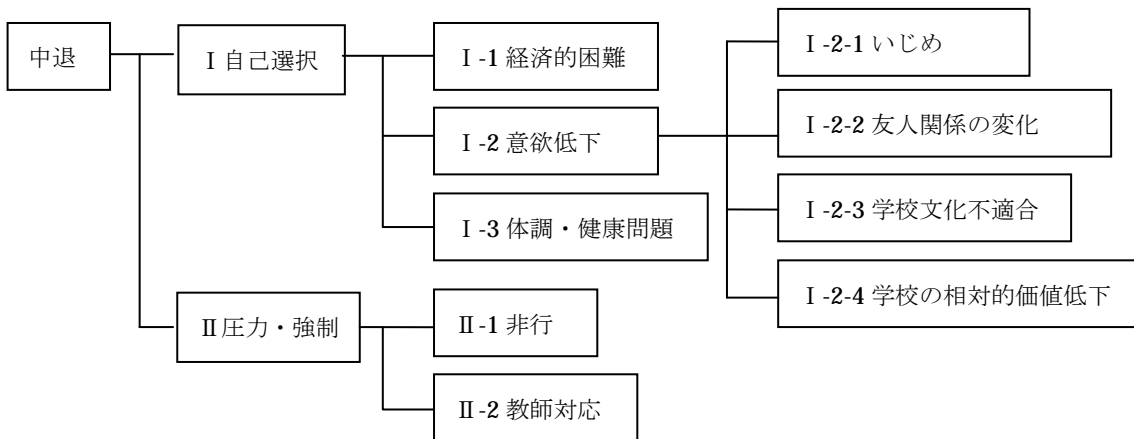 中退
Ⅰ自己選択
Ⅰ-1 経済的困難
Ⅰ-2 意欲低下
Ⅰ-2-1 いじめ
Ⅰ-2-2 友人関係の変化
Ⅰ-2-3 学校文化不適合
Ⅰ-2-4 学校の相対的価値低下
Ⅰ-3 体調・健康問題
Ⅱ圧力・強制
Ⅱ-1 非行
Ⅱ-2 教師対応